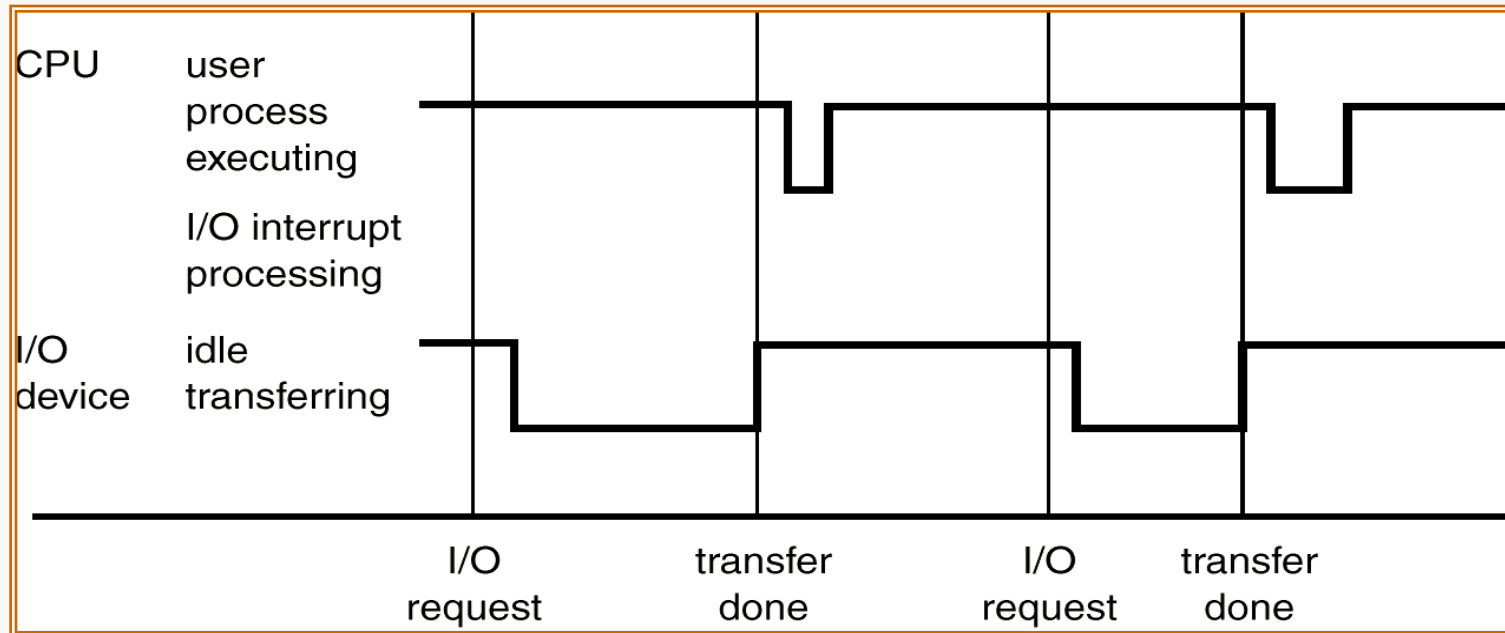 CPU user
process
executing
I/O interrupt
processing
I/O idle
device transferring
I/O transfer I/O transfer
request done request done